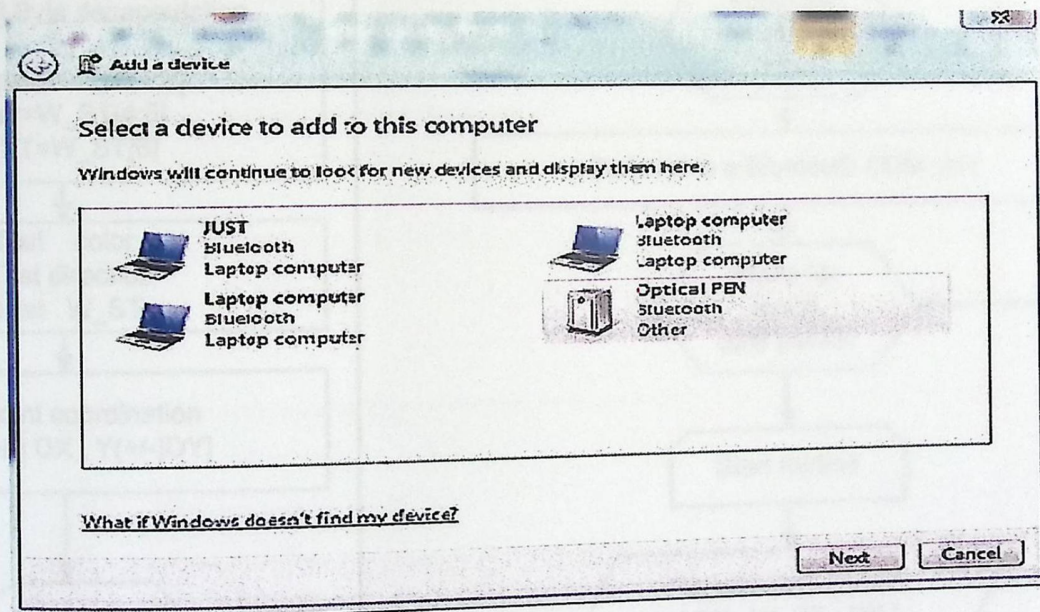 Add a device
Select a device to add to this computer
Windows will continue to look for new devices and display them here.
JUST
Bluetooth
Laptop computer
Laptop computer
Bluetooth
Laptop computer
Laptop computer
Bluetooth
Laptop computer
Optical PEN
Bluetooth
Other
What if Windows doesn't find my device?
Next
Cancel